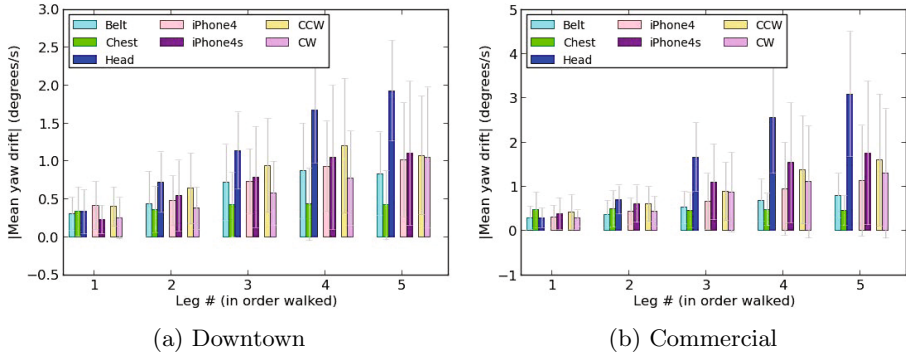 3.0
2.5
2.0
1.5
1.0
0.5
0.0
−0.5
|Mean yaw drift| (degrees/s)
Belt iPhone4 CCW
Chest iPhone4s CW
Head
1 2 3 4 5
Leg # (in order walked)
(a) Downtown
5
4
3
2
1
0
−1
|Mean yaw drift| (degrees/s)
Belt iPhone4 CCW
Chest iPhone4s CW
Head
1 2 3 4 5
Leg # (in order walked)
(b) Commercial